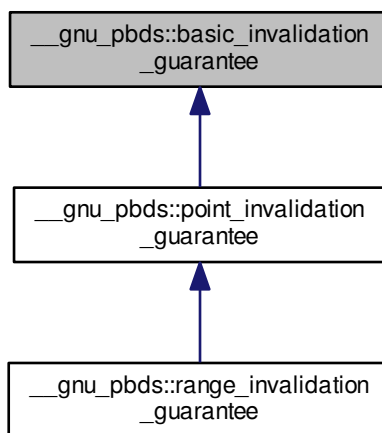 __gnu_pbds::basic_invalidation
_guarantee
__gnu_pbds::point_invalidation
_guarantee
__gnu_pbds::range_invalidation
_guarantee